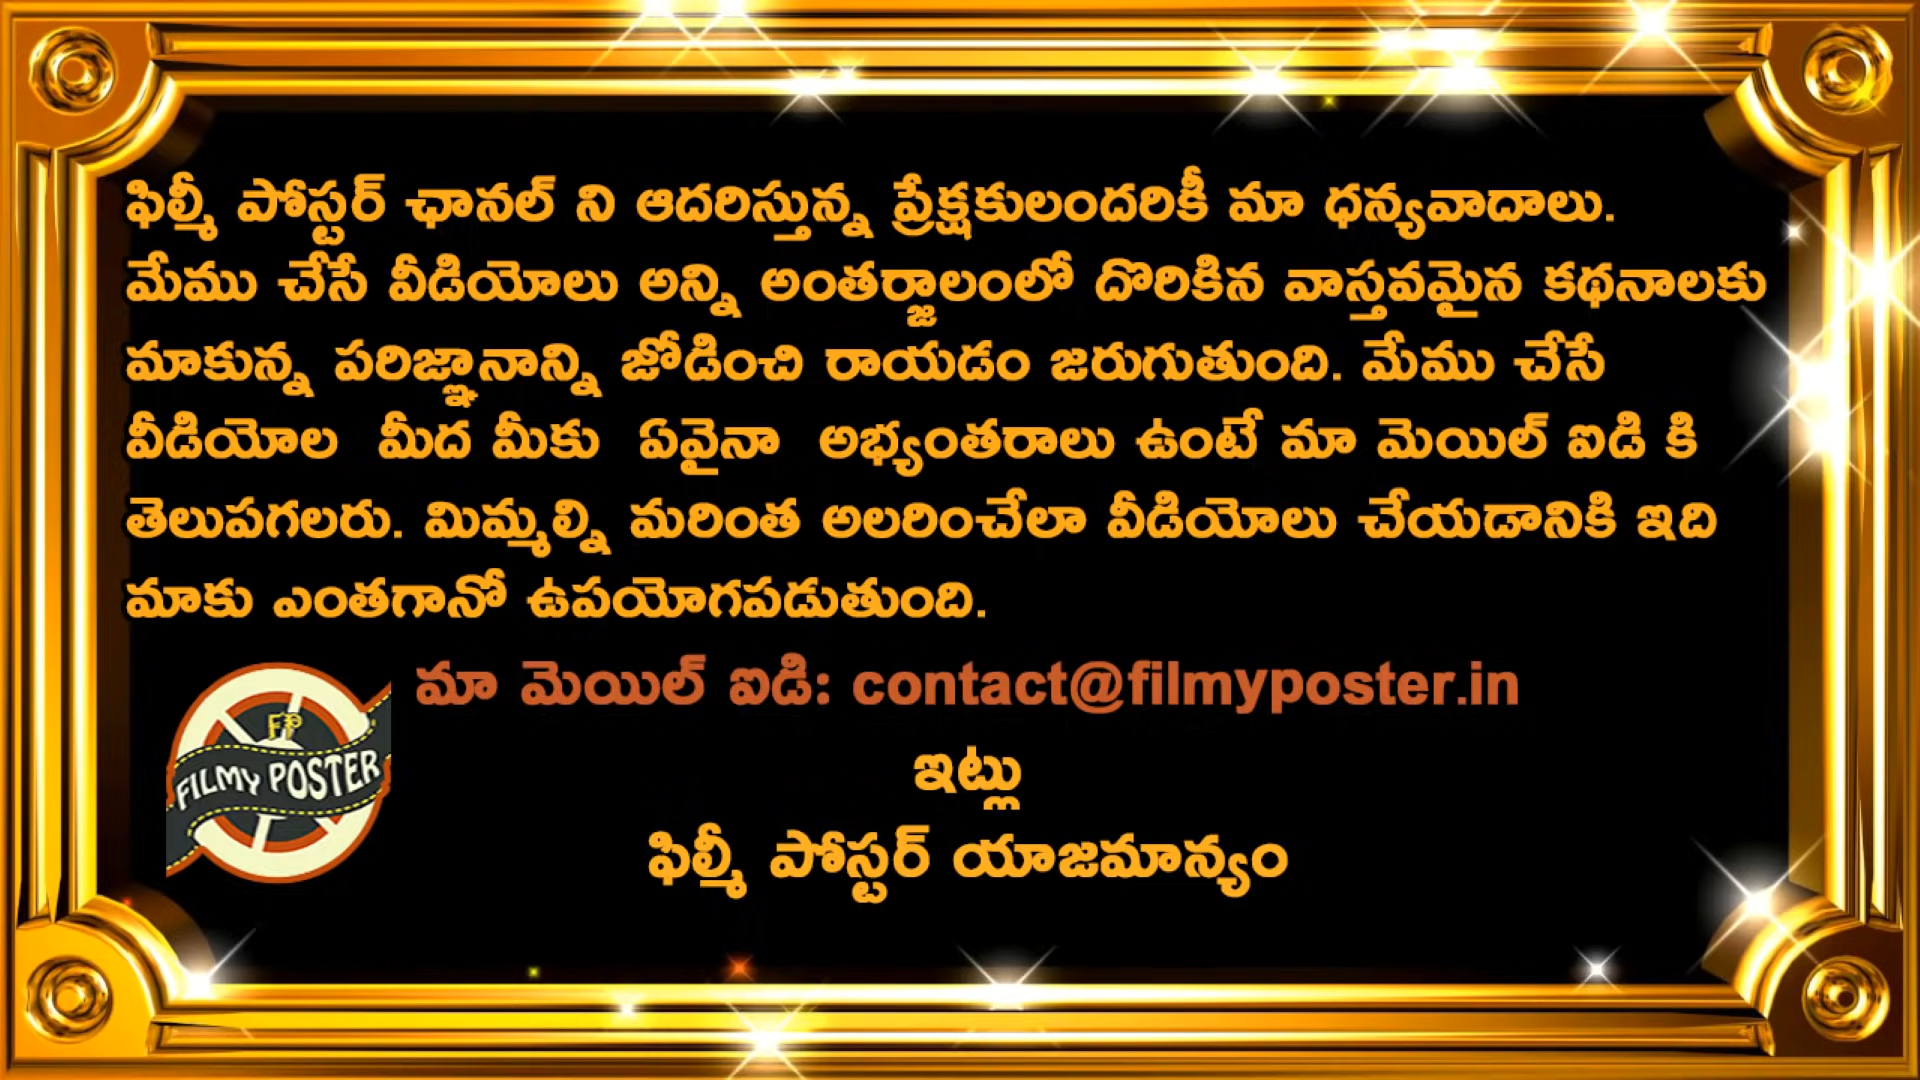 ఫిల్మీ పోస్టర్ ఛానల్ ని ఆదరిస్తున్న ప్రేక్షకులందరికీ మా ధన్యవాదాలు.
మేము చేసే వీడియోలు అన్ని అంతర్జాలంలో దొరికిన వాస్తవమైన కథనాలకు
మాకున్న పరిజ్ఞానాన్ని జోడించి రాయడం జరుగుతుంది. మేము చేసే
వీడియోల మీద మీకు ఏవైనా అభ్యంతరాలు ఉంటే మా మెయిల్ ఐడి కి
తెలుపగలరు. మిమ్మల్ని మరింత అలరించేలా వీడియోలు చేయడానికి ఇది
మాకు ఎంతగానో ఉపయోగపడుతుంది.
మా మెయిల్ ఐడి: contact@filmyposter.in
FP
FILMY POSTER
ఇట్లు
ఫిల్మీ పోస్టర్ యాజమాన్యం